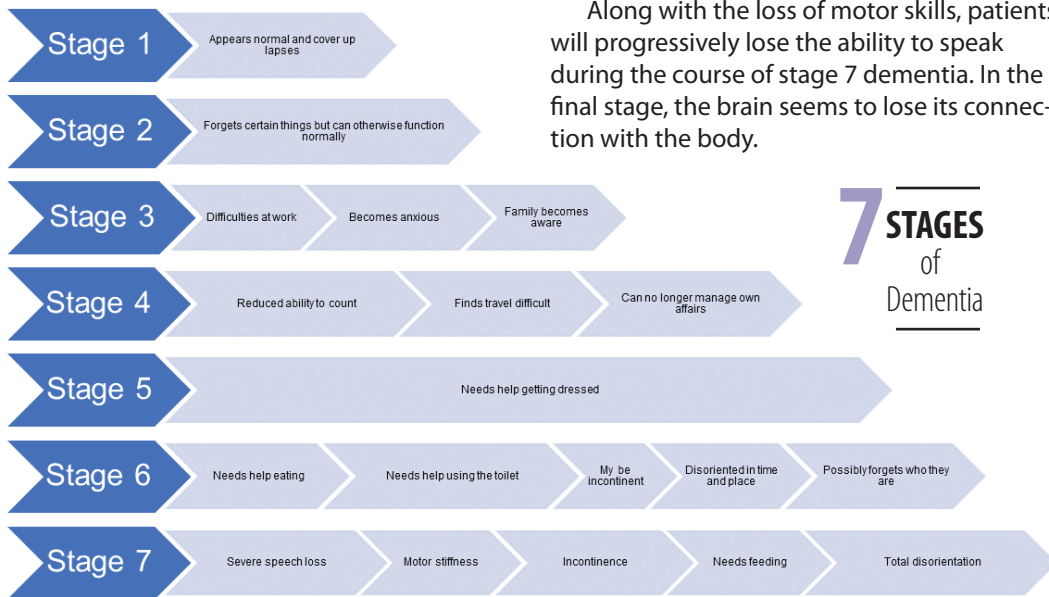 Along with the loss of motor skills, patients
will progressively lose the ability to speak
during the course of stage 7 dementia. In the
final stage, the brain seems to lose its connec-
tion with the body.
7 STAGES
of
Dementia
Stage 1
Appears normal and cover up
lapses
Stage 2
Forgets certain things but can otherwise function
normally
Stage 3
Difficulties at work
Becomes anxious
Family becomes
aware
Stage 4
Reduced ability to count
Finds travel difficult
Can no longer manage own
affairs
Stage 5
Needs help getting dressed
Stage 6
Needs help eating
Needs help using the toilet
My be
incontinent
Disoriented in time
and place
Possibly forgets who they
are
Stage 7
Severe speech loss
Motor stiffness
Incontinence
Needs feeding
Total disorientation